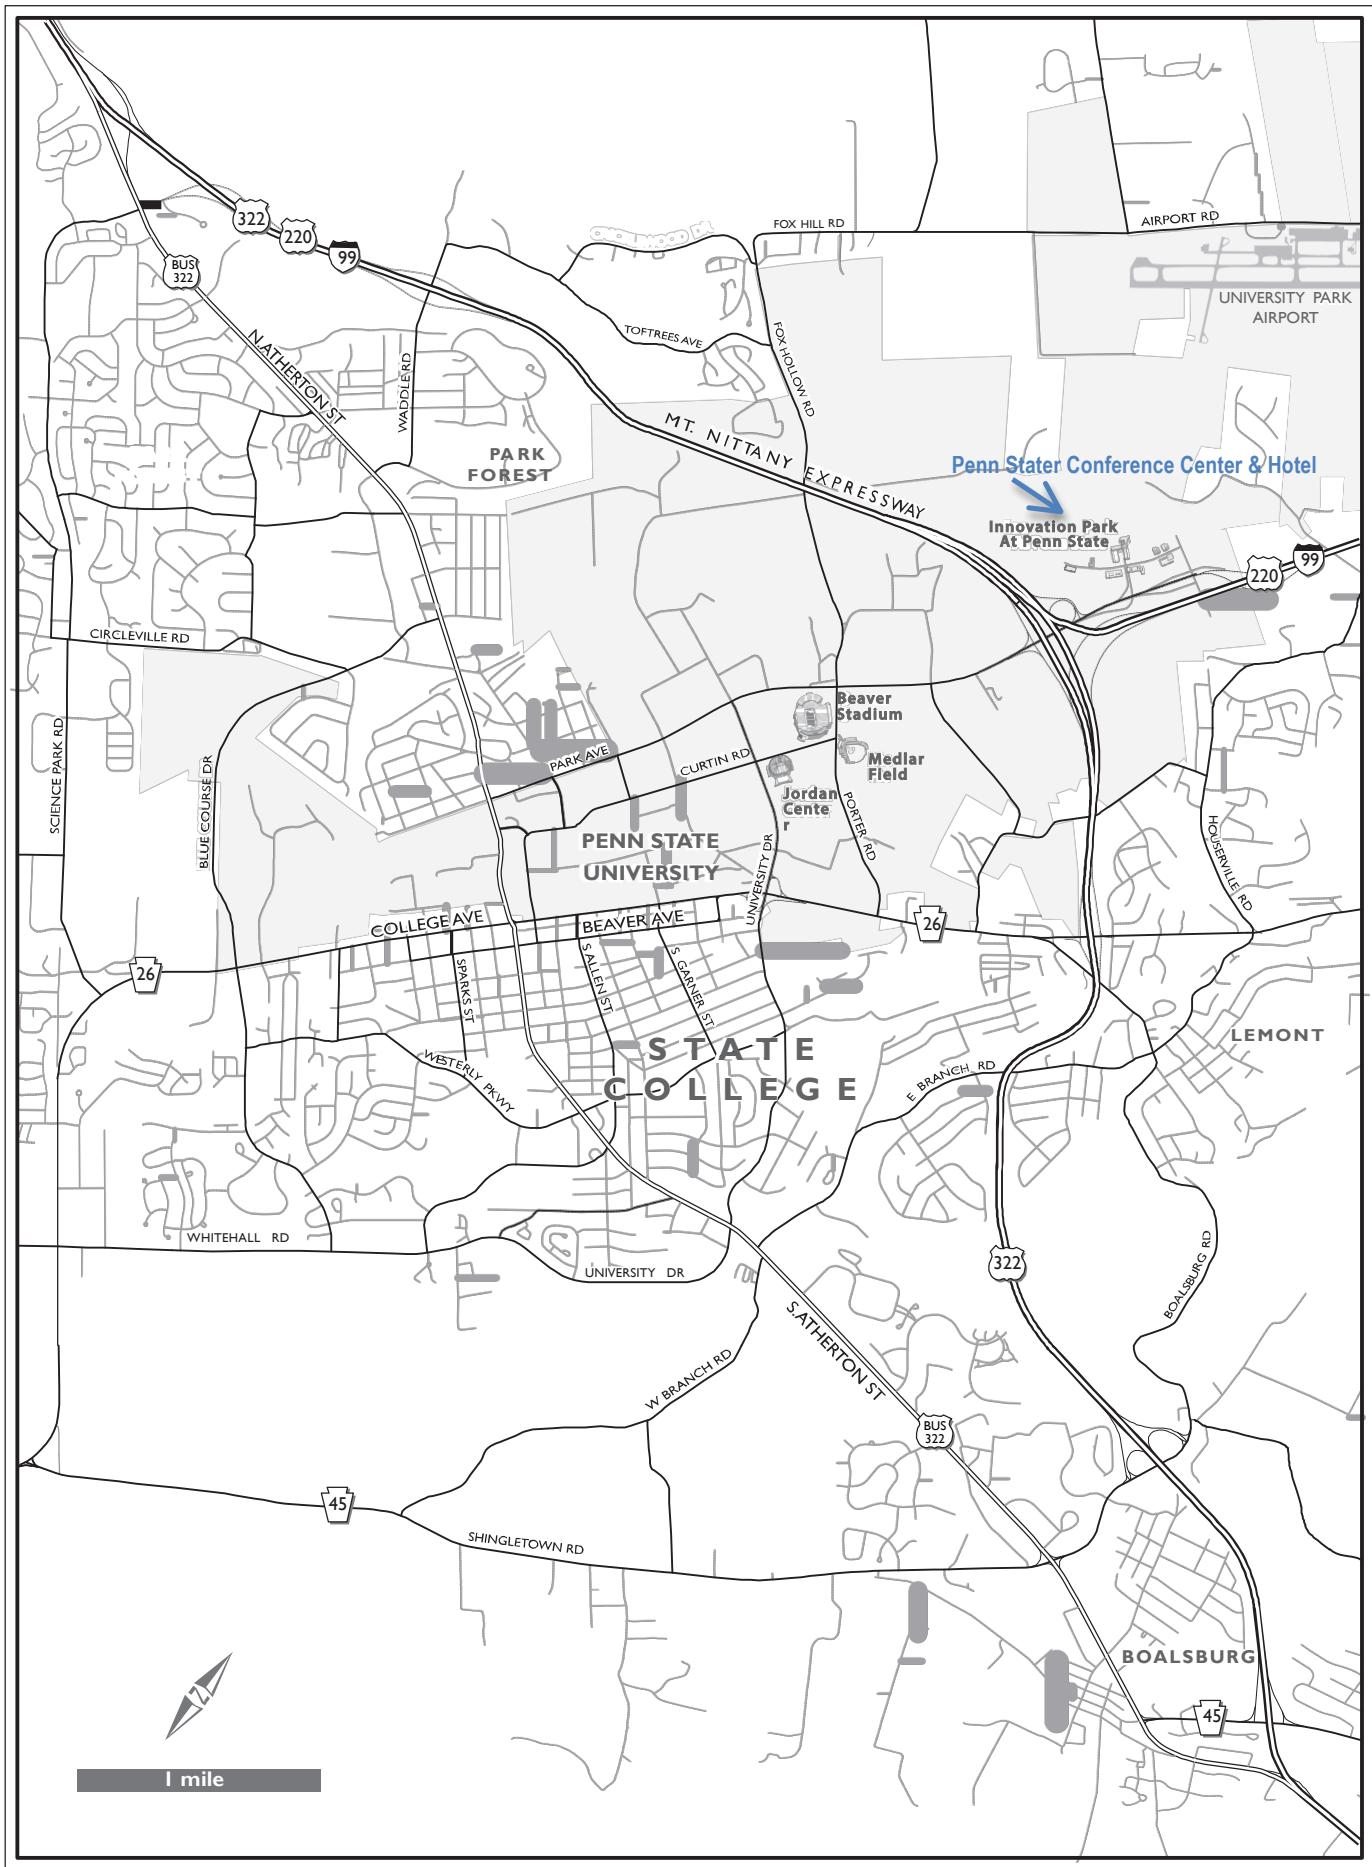 FOX HILL RD
AIRPORT RD
322
220
99
BUS
322
UNIVERSITY PARK
AIRPORT
TOFTREES AVE
FOX HOLLOW RD
N.ATHERTON ST
WADDLE RD
MT. NITTANY EXPRESSWAY
PARK
FOREST
Penn Stater Conference Center & Hotel
Innovation Park
At Penn State
220
99
CIRCLEVILLE RD
SCIENCE PARK RD
BLUE COURSE DR
Beaver
Stadium
PARK AVE
CURTIN RD
Medlar
Field
Jordan
Cente
r
PORTER RD
HOUSERVILLE RD
PENN STATE
UNIVERSITY
UNIVERSITY DR
COLLEGE AVE
BEAVER AVE
26
26
SPARKS ST
S ALLEN ST
S GARNER ST
LEMONT
STATE
COLLEGE
WESTERLY PKWY
E BRANCH RD
WHITEHALL RD
UNIVERSITY DR
322
BOALSBURG RD
S.ATHERTON ST
W BRANCH RD
BUS
322
45
SHINGLETOWN RD
BOALSBURG
45
N
1 mile